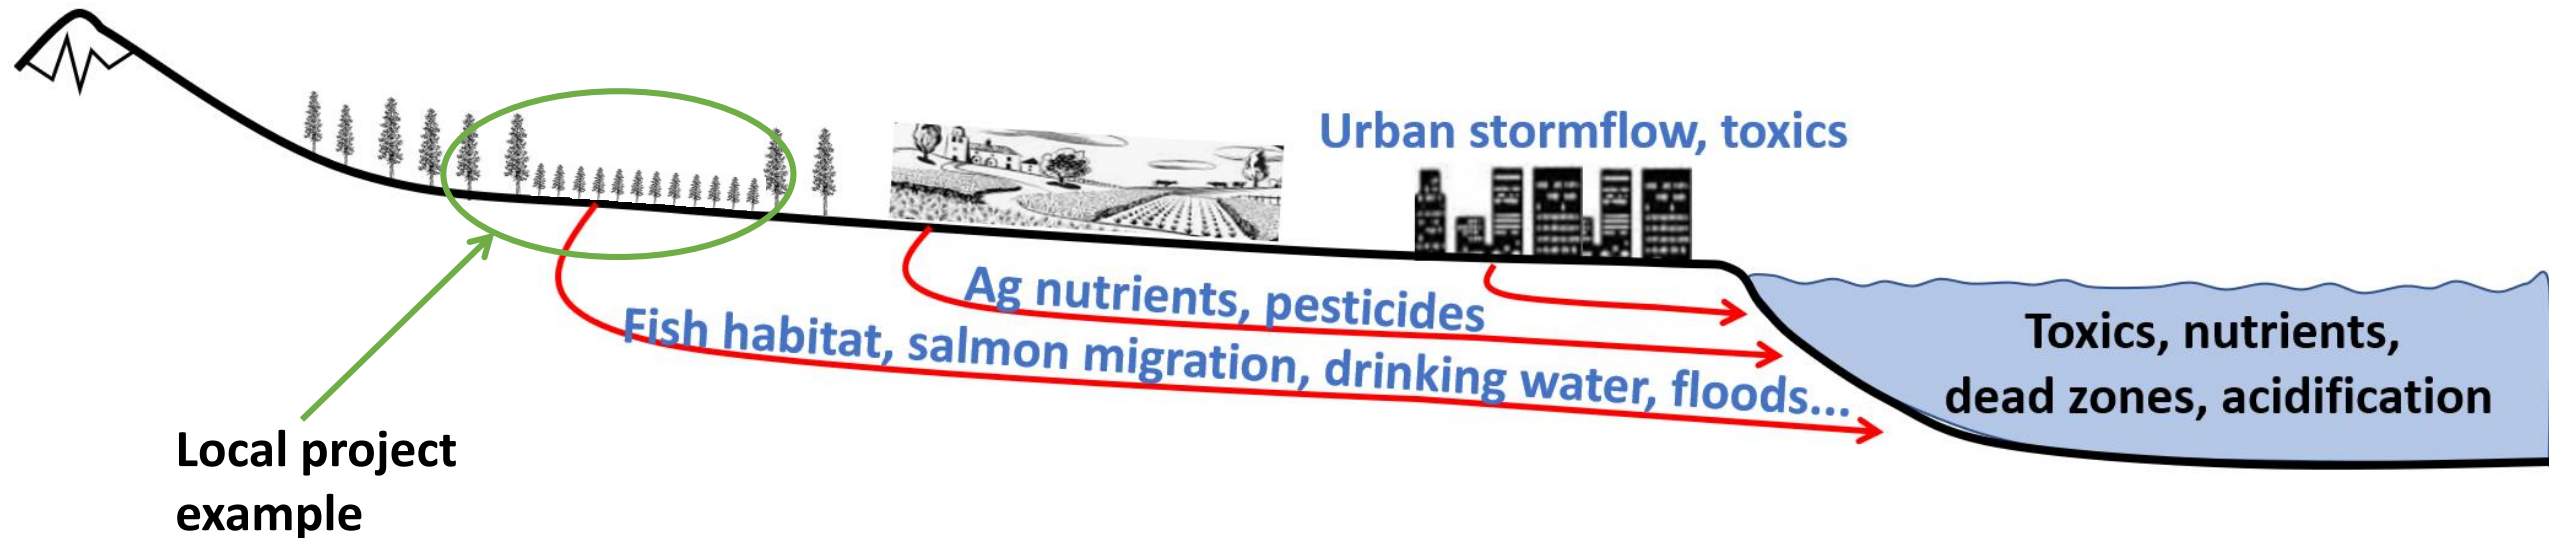 Urban stormflow, toxics
Ag nutrients, pesticides
Fish habitat, salmon migration, drinking water, floods...
Toxics, nutrients,
dead zones, acidification
Local project
example